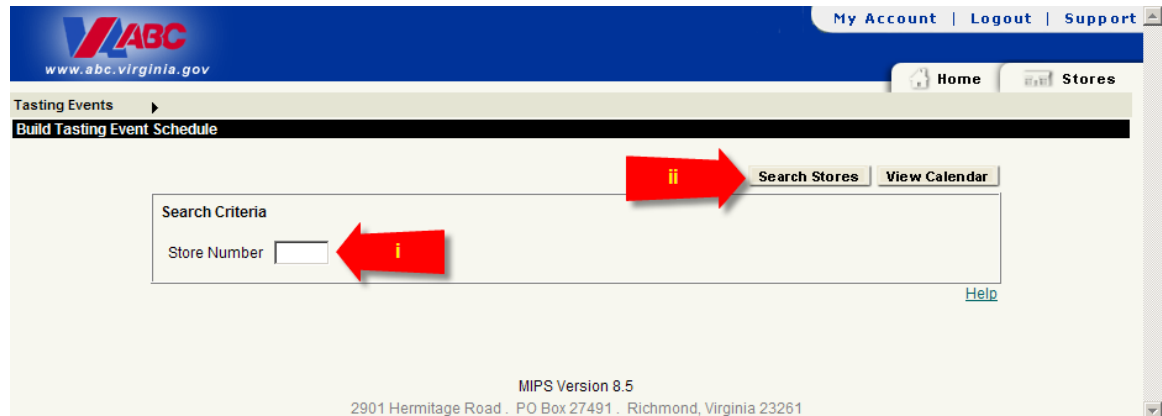 My Account | Logout | Support
VA ABC
www.abc.virginia.gov
Home
Stores
Tasting Events
Build Tasting Event Schedule
ii
Search Stores
View Calendar
Search Criteria
Store Number
i
Help
MIPS Version 8.5
2901 Hermitage Road . PO Box 27491 . Richmond, Virginia 23261